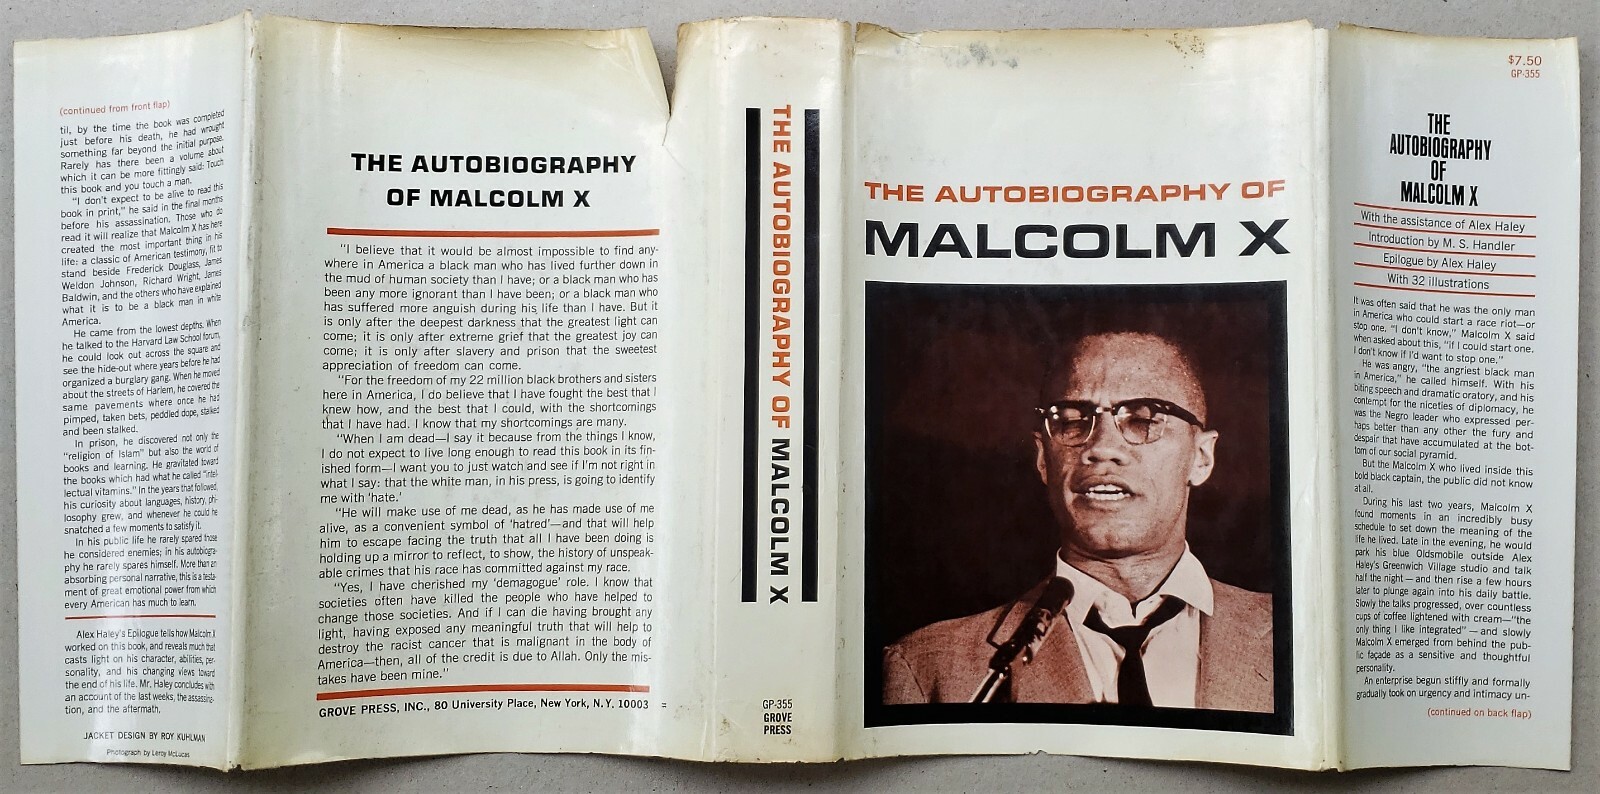 (continued from front flap)
til, by the time the book was completed
just before his death, he had wrought
something far beyond the initial purpose.
Rarely has there been a volume about
which it can be more fittingly said: Touch
this book and you touch a man.
"I don't expect to be alive to read this
book in print," he said in the final months
before his assassination. Those who do
read it will realize that Malcolm X has here
created the most important thing in his
life: a classic of American testimony, fit to
stand beside Frederick Douglass, James
Weldon Johnson, Richard Wright, James
Baldwin, and the others who have explained
what it is to be a black man in white
America.
He came from the lowest depths. When
he talked to the Harvard Law School forum,
he could look out across the square and
see the hide-out where years before he had
organized a burglary gang. When he moved
about the streets of Harlem, he covered the
same pavements where once he had
pimped, taken bets, peddled dope, stalked
and been stalked.
In prison, he discovered not only the
"religion of Islam" but also the world of
books and learning. He gravitated toward
the books which had what he called "intel-
lectual vitamins." In the years that followed,
his curiosity about languages, history, phi-
losophy grew, and whenever he could he
snatched a few moments to satisfy it.
In his public life he rarely spared those
he considered enemies; in his autobiogra-
phy he rarely spares himself. More than an
absorbing personal narrative, this is a testa-
ment of great emotional power from which
every American has much to learn.
Alex Haley's Epilogue tells how Malcolm X
worked on this book, and reveals much that
casts light on his character, abilities, per-
sonality, and his changing views toward
the end of his life. Mr. Haley concludes with
an account of the last weeks, the assassina-
tion, and the aftermath.
JACKET DESIGN BY ROY KUHLMAN
Photograph by Leroy McLucas
THE AUTOBIOGRAPHY
OF MALCOLM X
"I believe that it would be almost impossible to find any-
where in America a black man who has lived further down in
the mud of human society than I have; or a black man who has
been any more ignorant than I have been; or a black man who
has suffered more anguish during his life than I have. But it
is only after the deepest darkness that the greatest light can
come; it is only after extreme grief that the greatest joy can
come; it is only after slavery and prison that the sweetest
appreciation of freedom can come.
"For the freedom of my 22 million black brothers and sisters
here in America, I do believe that I have fought the best that I
knew how, and the best that I could, with the shortcomings
that I have had. I know that my shortcomings are many.
"When I am dead—I say it because from the things I know,
I do not expect to live long enough to read this book in its fin-
ished form—I want you to just watch and see if I'm not right in
what I say: that the white man, in his press, is going to identify
me with 'hate.'
"He will make use of me dead, as he has made use of me
alive, as a convenient symbol of 'hatred'—and that will help
him to escape facing the truth that all I have been doing is
holding up a mirror to reflect, to show, the history of unspeak-
able crimes that his race has committed against my race.
"Yes, I have cherished my 'demagogue' role. I know that
societies often have killed the people who have helped to
change those societies. And if I can die having brought any
light, having exposed any meaningful truth that will help to
destroy the racist cancer that is malignant in the body of
America—then, all of the credit is due to Allah. Only the mis-
takes have been mine."
GROVE PRESS, INC., 80 University Place, New York, N.Y. 10003 =
THE AUTOBIOGRAPHY OF MALCOLM X
GP-355
GROVE
PRESS
THE AUTOBIOGRAPHY OF
MALCOLM X
$7.50
GP-355
THE
AUTOBIOGRAPHY
OF
MALCOLM X
With the assistance of Alex Haley
Introduction by M. S. Handler
Epilogue by Alex Haley
With 32 illustrations
It was often said that he was the only man
in America who could start a race riot—or
stop one. "I don't know," Malcolm X said
when asked about this, "if I could start one.
I don't know if I'd want to stop one."
He was angry, "the angriest black man
in America," he called himself. With his
biting speech and dramatic oratory, and his
contempt for the niceties of diplomacy, he
was the Negro leader who expressed per-
haps better than any other the fury and
despair that have accumulated at the bot-
tom of our social pyramid.
But the Malcolm X who lived inside this
bold black captain, the public did not know
at all.
During his last two years, Malcolm X
found moments in an incredibly busy
schedule to set down the meaning of the
life he lived. Late in the evening, he would
park his blue Oldsmobile outside Alex
Haley's Greenwich Village studio and talk
half the night—and then rise a few hours
later to plunge again into his daily battle.
Slowly the talks progressed, over countless
cups of coffee lightened with cream—"the
only thing I like integrated"—and slowly
Malcolm X emerged from behind the pub-
lic façade as a sensitive and thoughtful
personality.
An enterprise begun stiffly and formally
gradually took on urgency and intimacy un-
(continued on back flap)